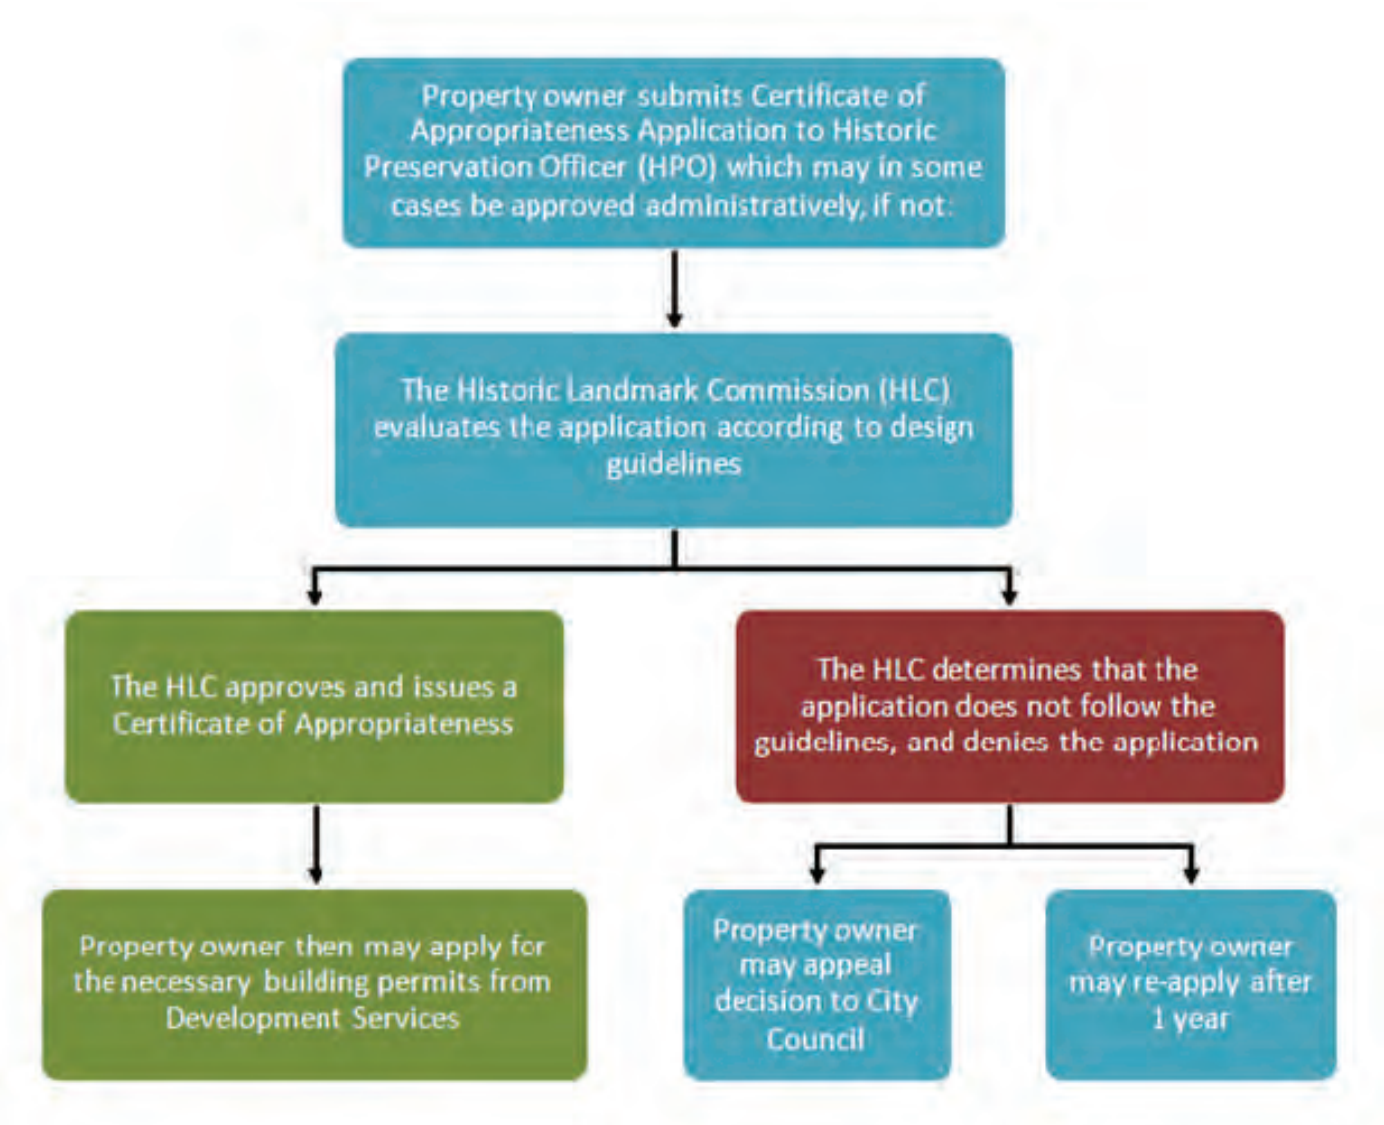 Property owner submits Certificate of
Appropriateness Application to Historic
Preservation Officer (HPO) which may in some
cases be approved administratively, if not:
The Historic Landmark Commission (HLC)
evaluates the application according to design
guidelines
The HLC approves and issues a
Certificate of Appropriateness
The HLC determines that the
application does not follow the
guidelines, and denies the application
Property owner then may apply for
the necessary building permits from
Development Services
Property owner
may appeal
decision to City
Council
Property owner
may re-apply after
1 year